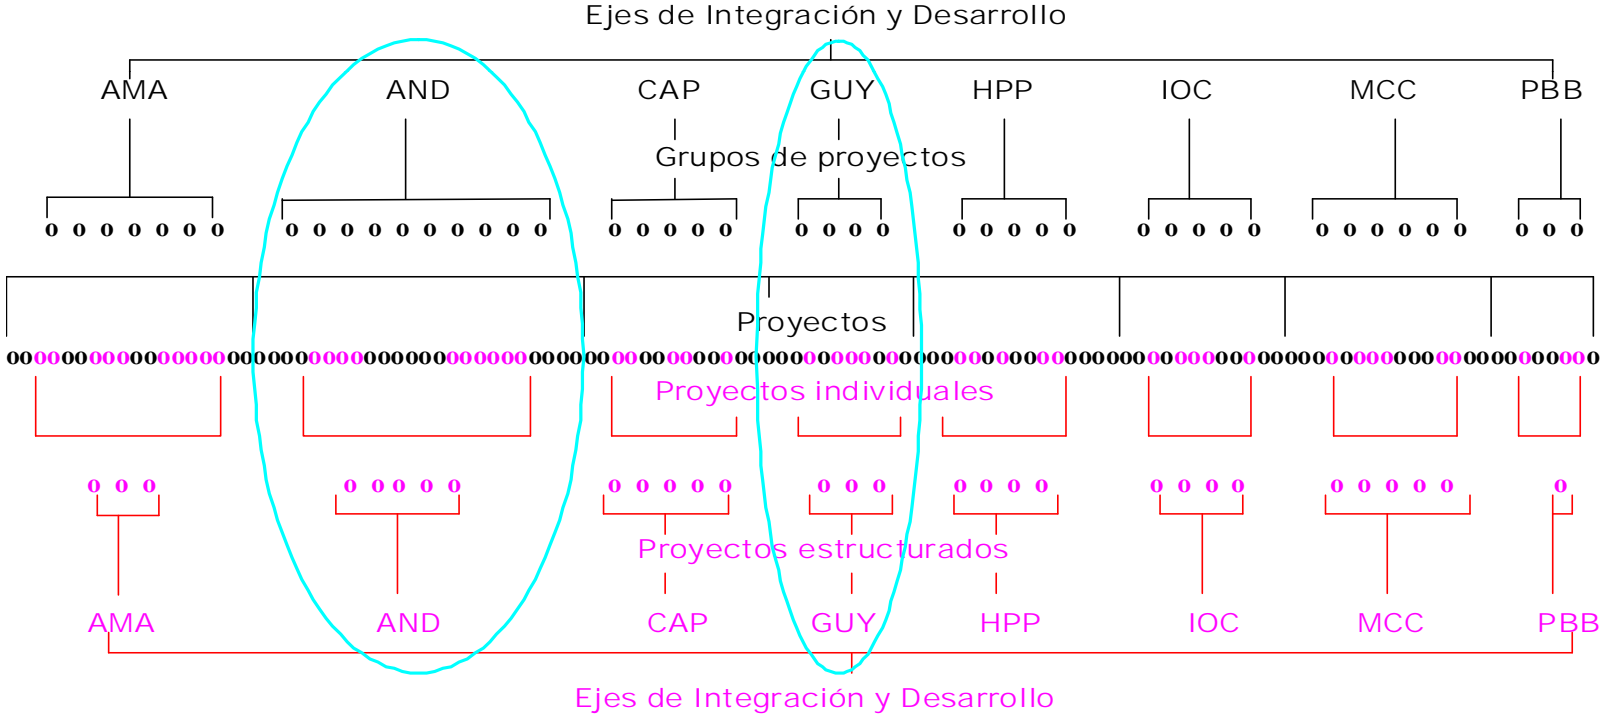 Ejes de Integración y Desarrollo
AMA AND CAP GUY HPP IOC MCC PBB
Grupos de proyectos
o o o o o o o o o o o o o o o o o o o o o o o o o o o o o o o o o o o o o o o o o o o o o
Proyectos
oooooooooooooooooooooooooooooooooooooooooooooooooooooooooooooooooooooooooooooooooooooooooooooooooooooooooooooooooooo
Proyectos individuales
o o o o o o o o o o o o o o o o o o o o o o o o o o o o o o
Proyectos estructurados
AMA AND CAP GUY HPP IOC MCC PBB
Ejes de Integración y Desarrollo